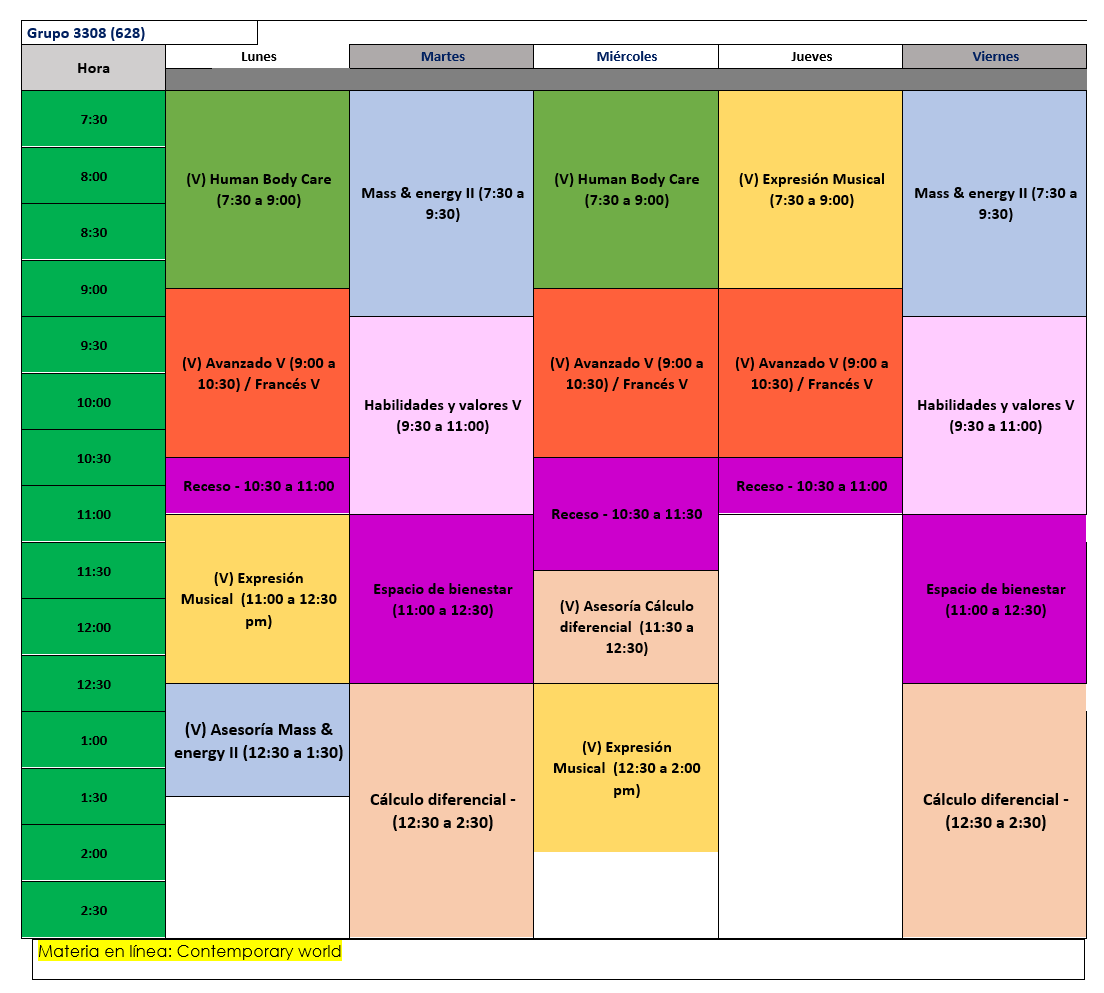 Grupo 3308 (628)
Hora
Lunes
Martes
Miércoles
Jueves
Viernes
7:30
8:00
8:30
9:00
9:30
10:00
10:30
11:00
11:30
12:00
12:30
1:00
1:30
2:00
2:30
(V) Human Body Care
(7:30 a 9:00)
(V) Avanzado V (9:00 a
10:30) / Francés V
Receso - 10:30 a 11:00
(V) Expresión
Musical (11:00 a 12:30
pm)
(V) Asesoría Mass &
energy II (12:30 a 1:30)
Mass & energy II (7:30 a
9:30)
Habilidades y valores V
(9:30 a 11:00)
Espacio de bienestar
(11:00 a 12:30)
Cálculo diferencial -
(12:30 a 2:30)
(V) Human Body Care
(7:30 a 9:00)
(V) Avanzado V (9:00 a
10:30) / Francés V
Receso - 10:30 a 11:30
(V) Asesoría Cálculo
diferencial (11:30 a
12:30)
(V) Expresión
Musical (12:30 a 2:00
pm)
(V) Expresión Musical
(7:30 a 9:00)
(V) Avanzado V (9:00 a
10:30) / Francés V
Receso - 10:30 a 11:00
Mass & energy II (7:30 a
9:30)
Habilidades y valores V
(9:30 a 11:00)
Espacio de bienestar
(11:00 a 12:30)
Cálculo diferencial -
(12:30 a 2:30)
Materia en línea: Contemporary world